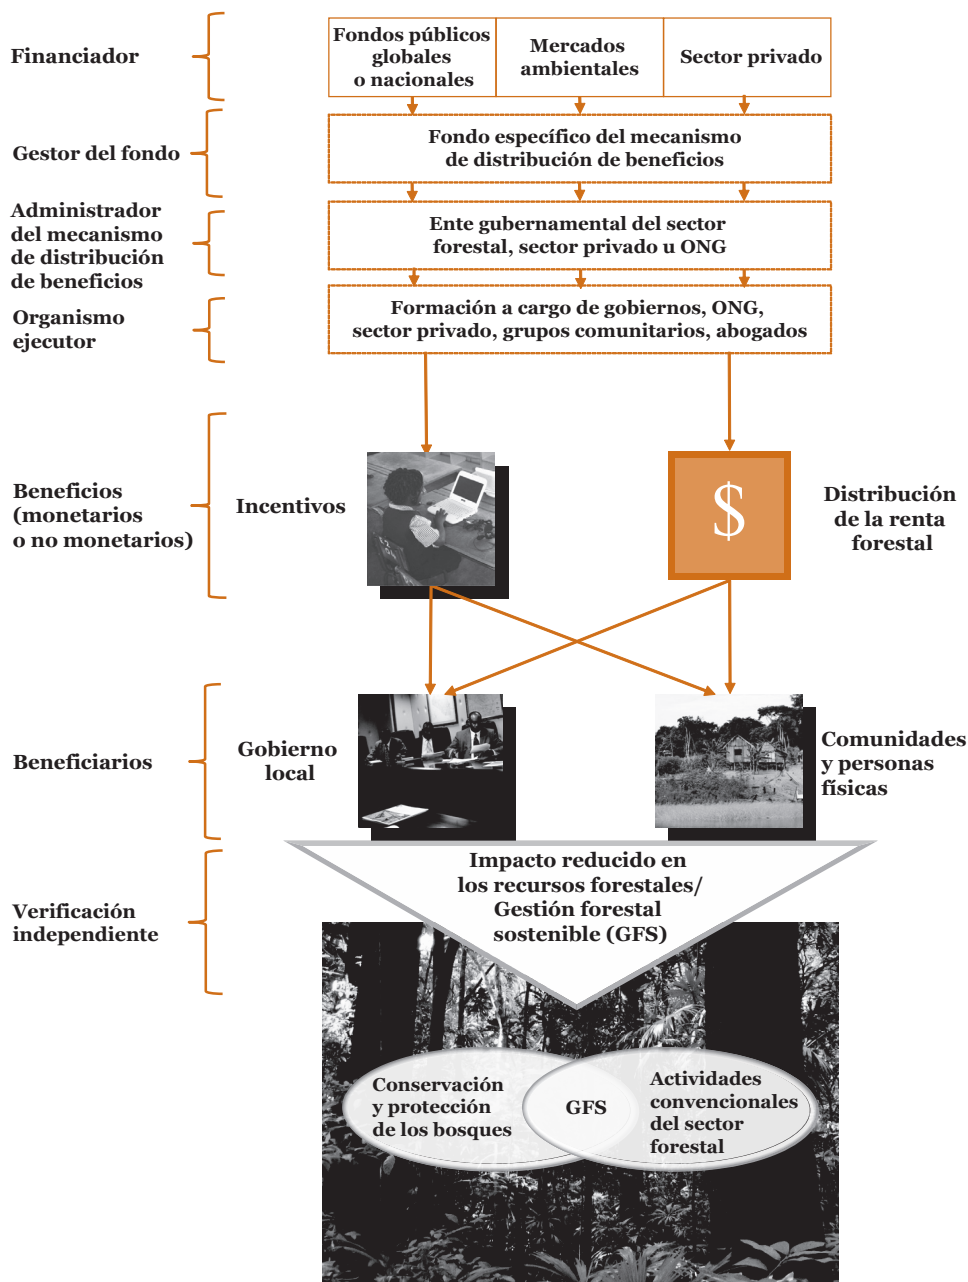 Financiador
Fondos públicos
globales
o nacionales
Mercados
ambientales
Sector privado
Gestor del fondo
Fondo específico del mecanismo
de distribución de beneficios
Administrador
del mecanismo
de distribución
de beneficios
Ente gubernamental del sector
forestal, sector privado u ONG
Organismo
ejecutor
Formación a cargo de gobiernos, ONG,
sector privado, grupos comunitarios, abogados
Beneficios
(monetarios
o no monetarios)
Incentivos
$
Distribución
de la renta
forestal
Beneficiarios
Gobierno
local
Comunidades
y personas
físicas
Verificación
independiente
Impacto reducido en
los recursos forestales/
Gestión forestal
sostenible (GFS)
Conservación
y protección
de los bosques
GFS
Actividades
convencionales
del sector
forestal